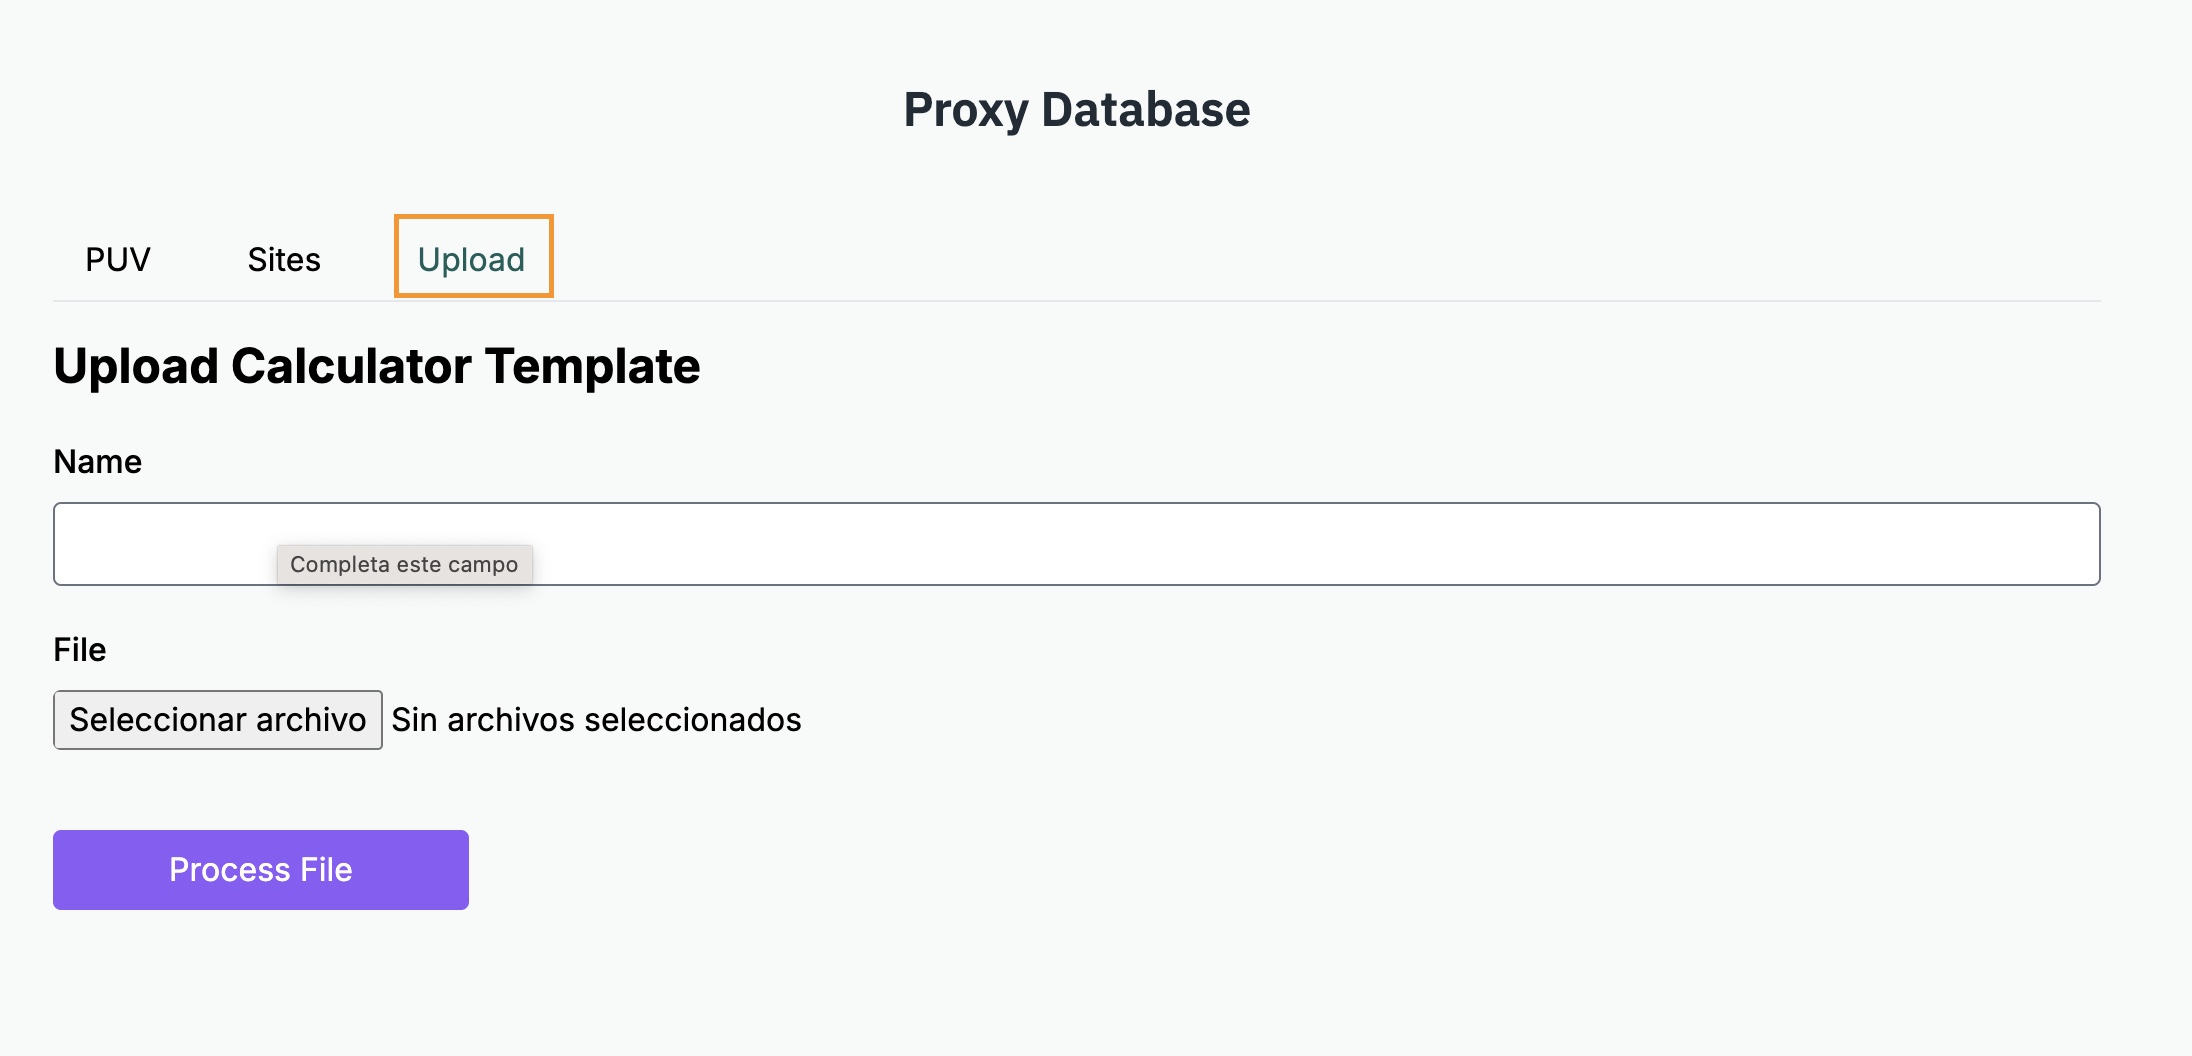 Proxy Database
PUV Sites Upload
Upload Calculator Template
Name
Completa este campo
File
Seleccionar archivo Sin archivos seleccionados
Process File